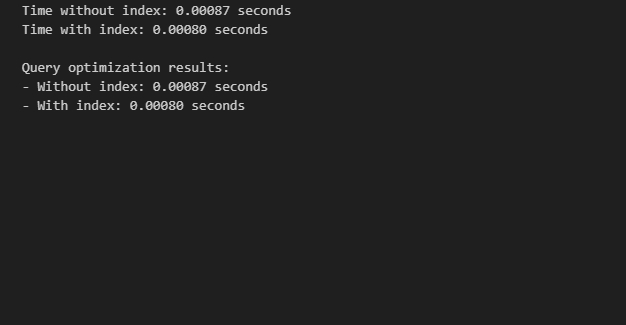 Time without index: 0.00087 seconds
Time with index: 0.00080 seconds
Query optimization results:
- Without index: 0.00087 seconds
- With index: 0.00080 seconds